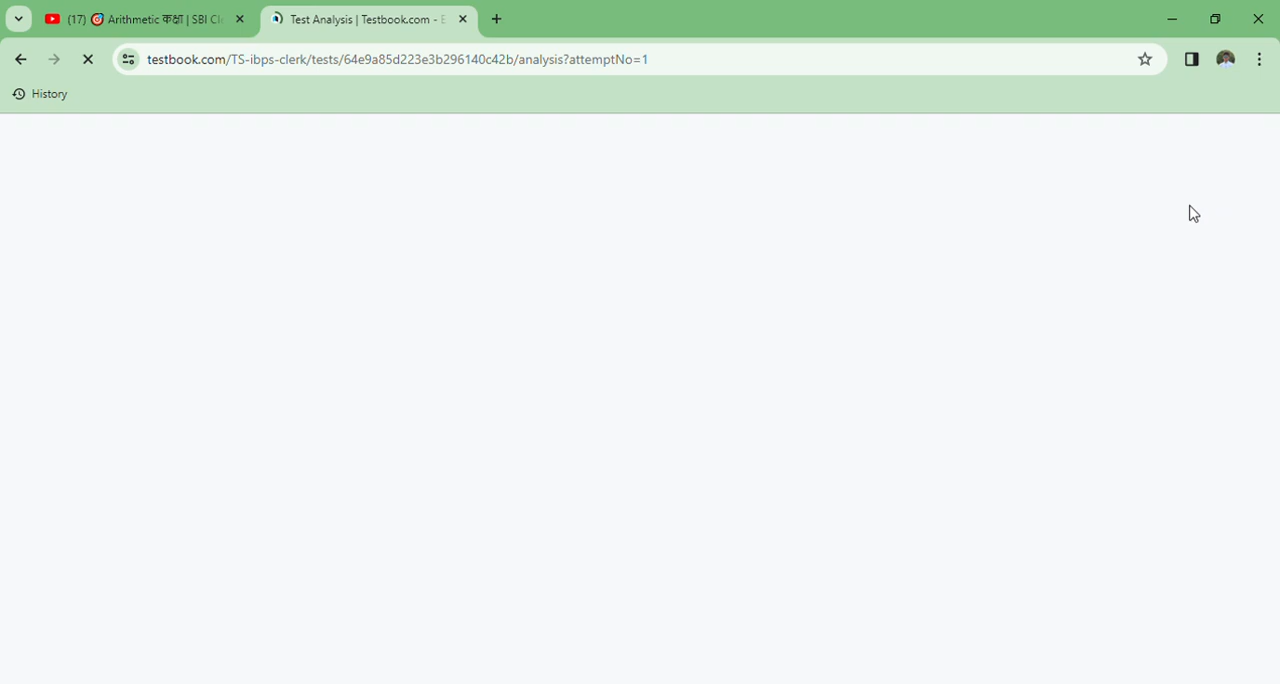 (17) 🎯 Arithmetic कक्षा | SBI Cl
Test Analysis | Testbook.com - E
testbook.com/TS-ibps-clerk/tests/64e9a85d223e3b296140c42b/analysis?attemptNo=1
History